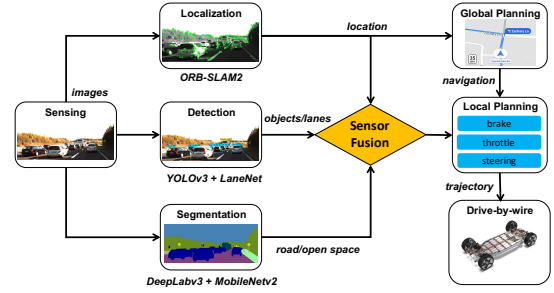 Localization
Global Planning
location
ORB-SLAM2
images
navigation
Sensing
Detection
objects/lanes
Sensor
Fusion
Local Planning
brake
throttle
steering
YOLOv3 + LaneNet
trajectory
Segmentation
Drive-by-wire
road/open space
DeepLabv3 + MobileNetv2